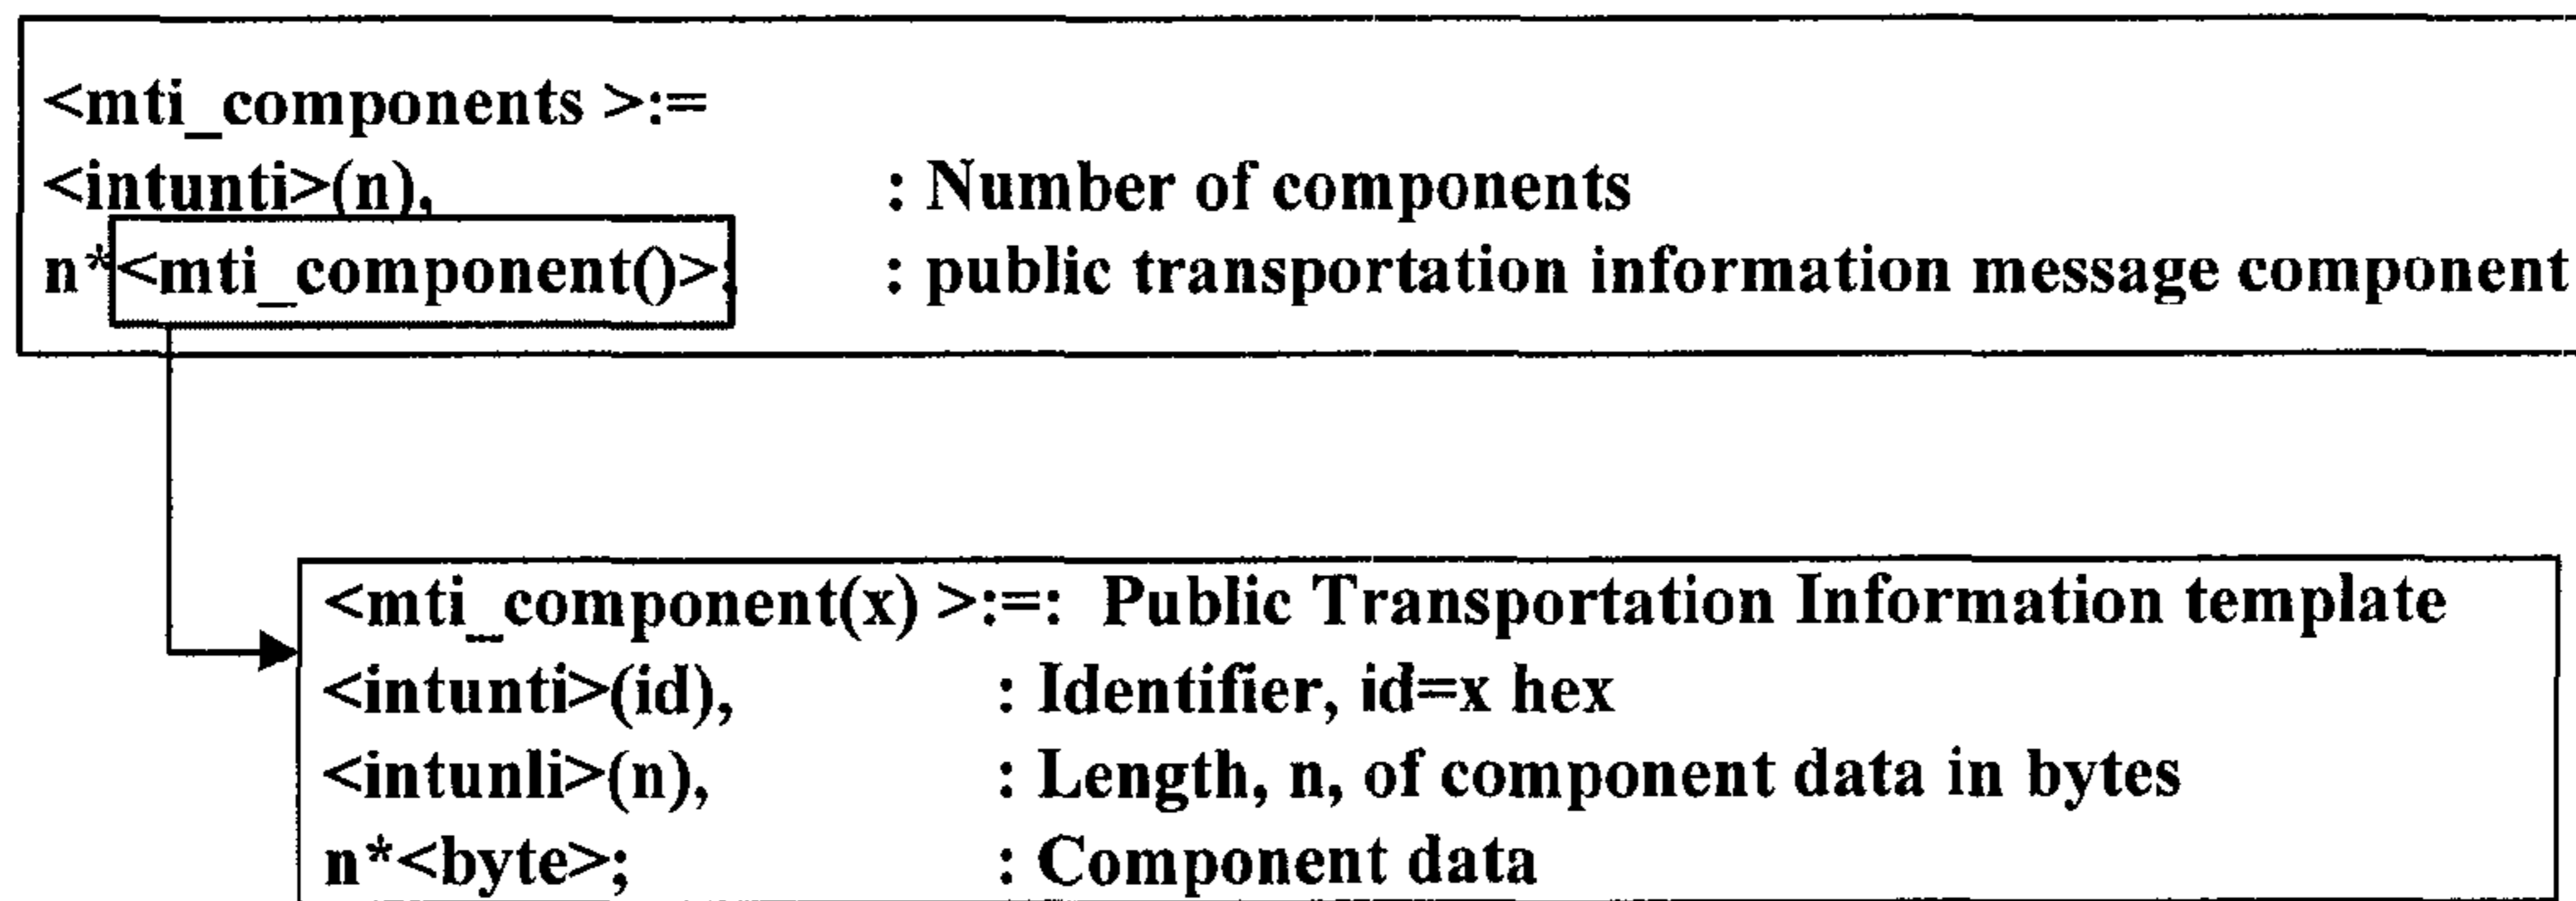 <mti_components >:=
<intunti>(n), : Number of components
n*<mti_component()>; : public transportation information message component
<mti_component(x) >:=: Public Transportation Information template
<intunti>(id), : Identifier, id=x hex
<intunli>(n), : Length, n, of component data in bytes
n*<byte>; : Component data